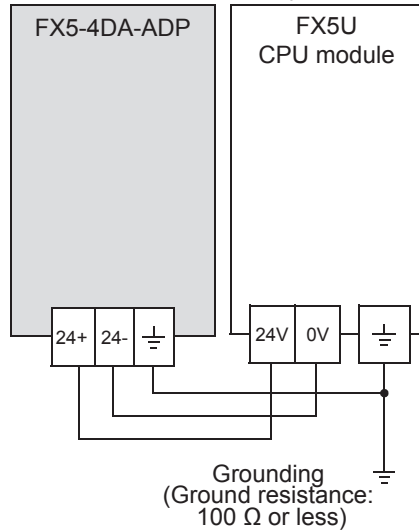 FX5-4DA-ADP
FX5U
CPU module
24+ 24-
24V 0V
Grounding
(Ground resistance:
100 Ω or less)